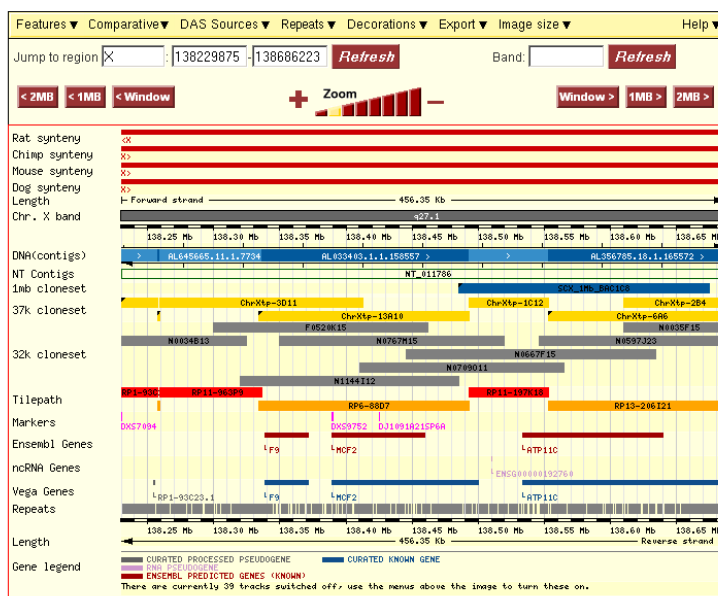 Features ▼ Comparative▼ DAS Sources ▼ Repeats ▼ Decorations ▼ Export ▼ Image size ▼ Help ▼
Jump to region X : 138229875 - 138686223 Refresh Band: Refresh
< 2MB < 1MB < Window + Zoom − Window > 1MB > 2MB >
Rat synteny
<X
Chimp synteny
X>
Mouse synteny
X>
Dog synteny
X>
Length Forward strand 456.35 Kb
Chr. X band q27.1
138.25 Mb 138.30 Mb 138.35 Mb 138.40 Mb 138.45 Mb 138.50 Mb 138.55 Mb 138.60 Mb 138.65 Mb
DNA(contigs) > AL645665.11.1.7734 AL033403.1.1.158557 > > AL356785.18.1.165572 >
NT Contigs NT_011786
1mb cloneset SCX_1Mb_BAC1C8
37k cloneset ChrXtp-3D11 ChrXtp-1C12 ChrXtp-2B4
ChrXtp-13A10 ChrXtp-6A6
F0520K15 N0035F15
N0034B13 N0767M15 N0597J23
32k cloneset N0667F15
N0709O11
N1144I12
Tilepath RP1-93C RP11-963P9 RP11-197K18
RP6-88D7 RP13-206I21
Markers
DXS7094 DXS9752 DJ1091A21SP6A
Ensembl Genes
F9 MCF2 ATP11C
ncRNA Genes
ENSG00000192760
Vega Genes
RP1-93C23.1 F9 MCF2 ATP11C
Repeats
138.25 Mb 138.30 Mb 138.35 Mb 138.40 Mb 138.45 Mb 138.50 Mb 138.55 Mb 138.60 Mb 138.65 Mb
Length 456.35 Kb Reverse strand
Gene legend CURATED PROCESSED PSEUDOGENE CURATED KNOWN GENE
RNA PSEUDOGENE
ENSEMBL PREDICTED GENES (KNOWN)
There are currently 39 tracks switched off, use the menus above the image to turn these on.